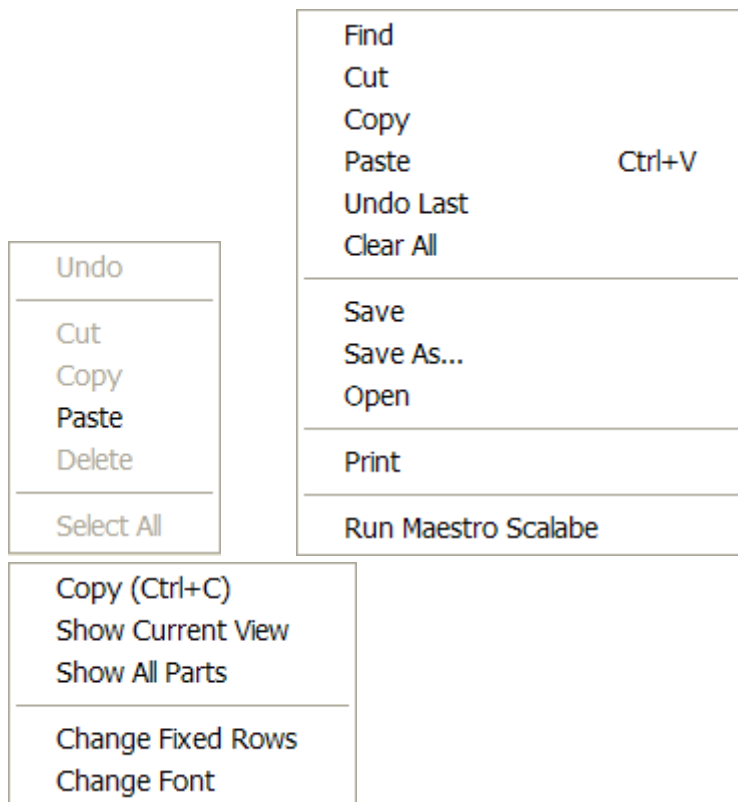 Find
Cut
Copy
Paste Ctrl+V
Undo Last
Clear All
Save
Save As...
Open
Print
Run Maestro Scalabe
Undo
Cut
Copy
Paste
Delete
Select All
Copy (Ctrl+C)
Show Current View
Show All Parts
Change Fixed Rows
Change Font